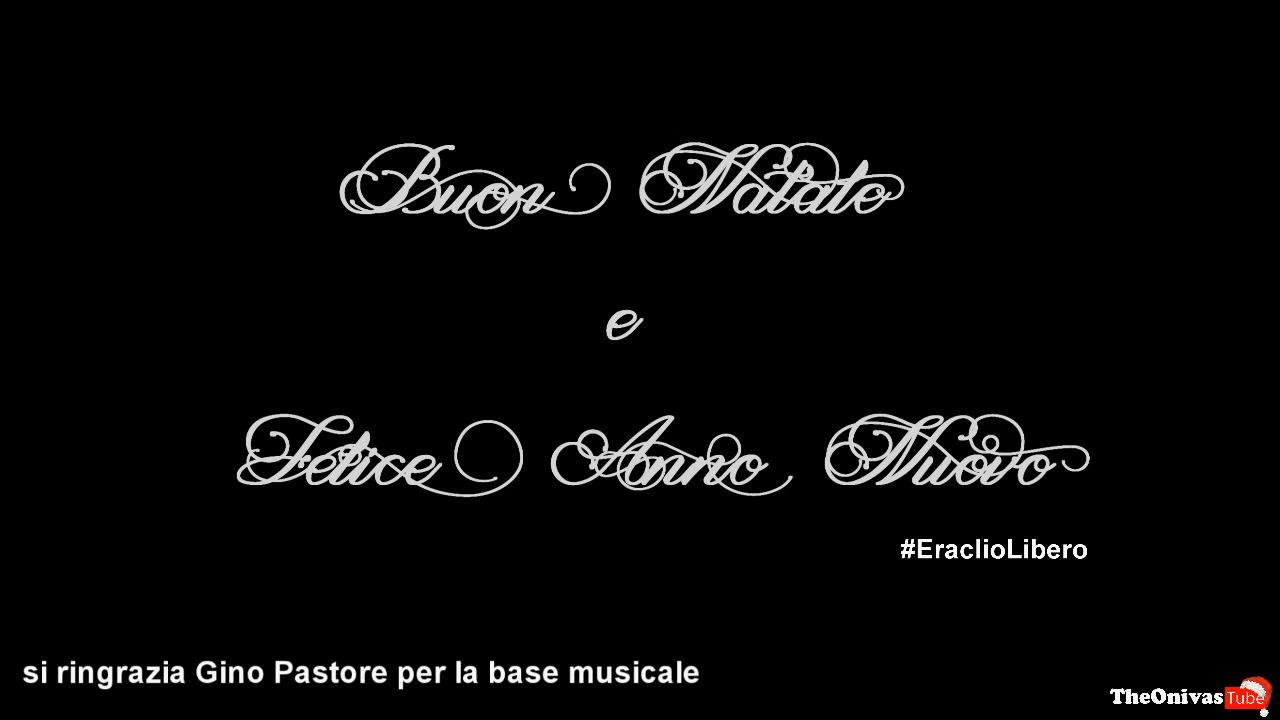 Buon Natale
e
Felice Anno Nuovo
#EraclioLibero
si ringrazia Gino Pastore per la base musicale
TheOnivasTube